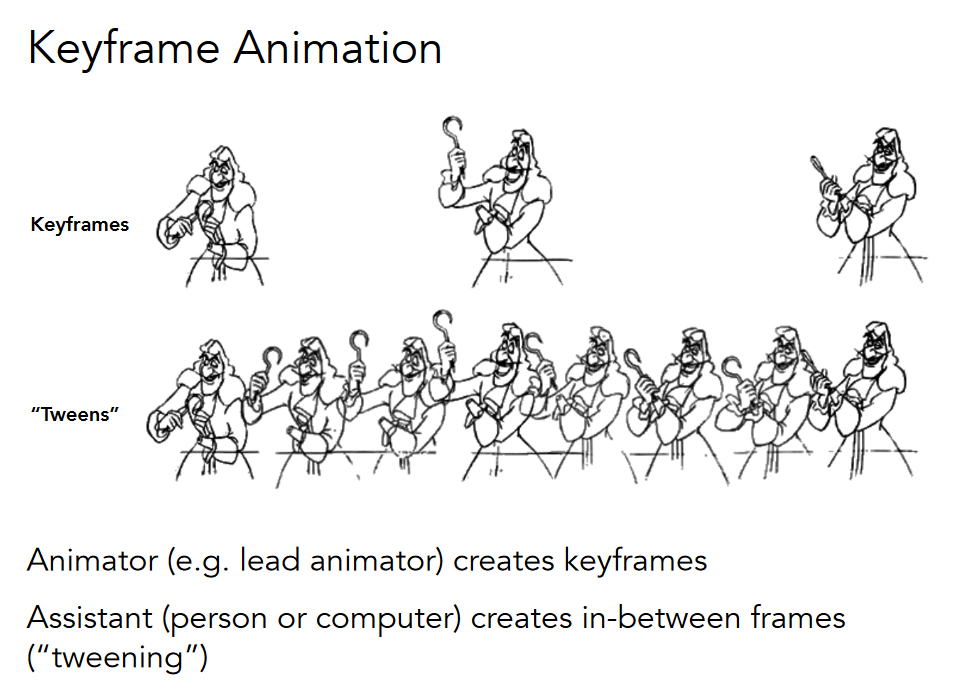 Keyframe Animation
Keyframes
“Tweens”
Animator (e.g. lead animator) creates keyframes
Assistant (person or computer) creates in-between frames
(“tweening”)